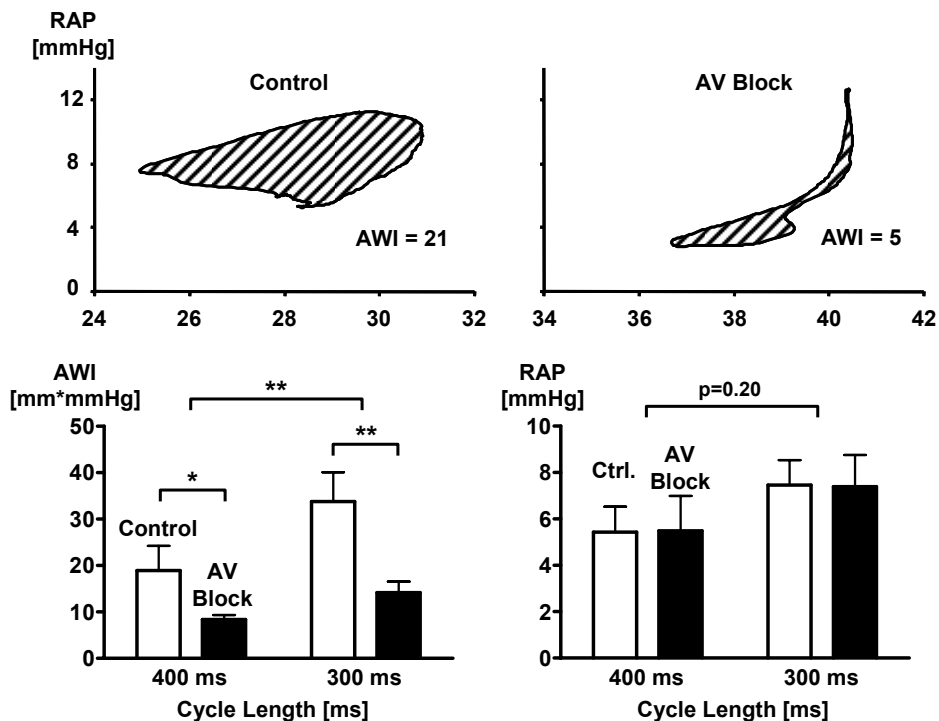 RAP
[mmHg]
Control
12
8
4
0
AWI = 21
24 26 28 30 32
AV Block
AWI = 5
34 36 38 40 42
AWI
[mm*mmHg]
**
50
40
30
20
10
0
*
**
Control
AV
Block
400 ms 300 ms
Cycle Length [ms]
RAP
[mmHg]
p=0.20
10
8
6
4
2
0
Ctrl.
AV
Block
400 ms 300 ms
Cycle Length [ms]